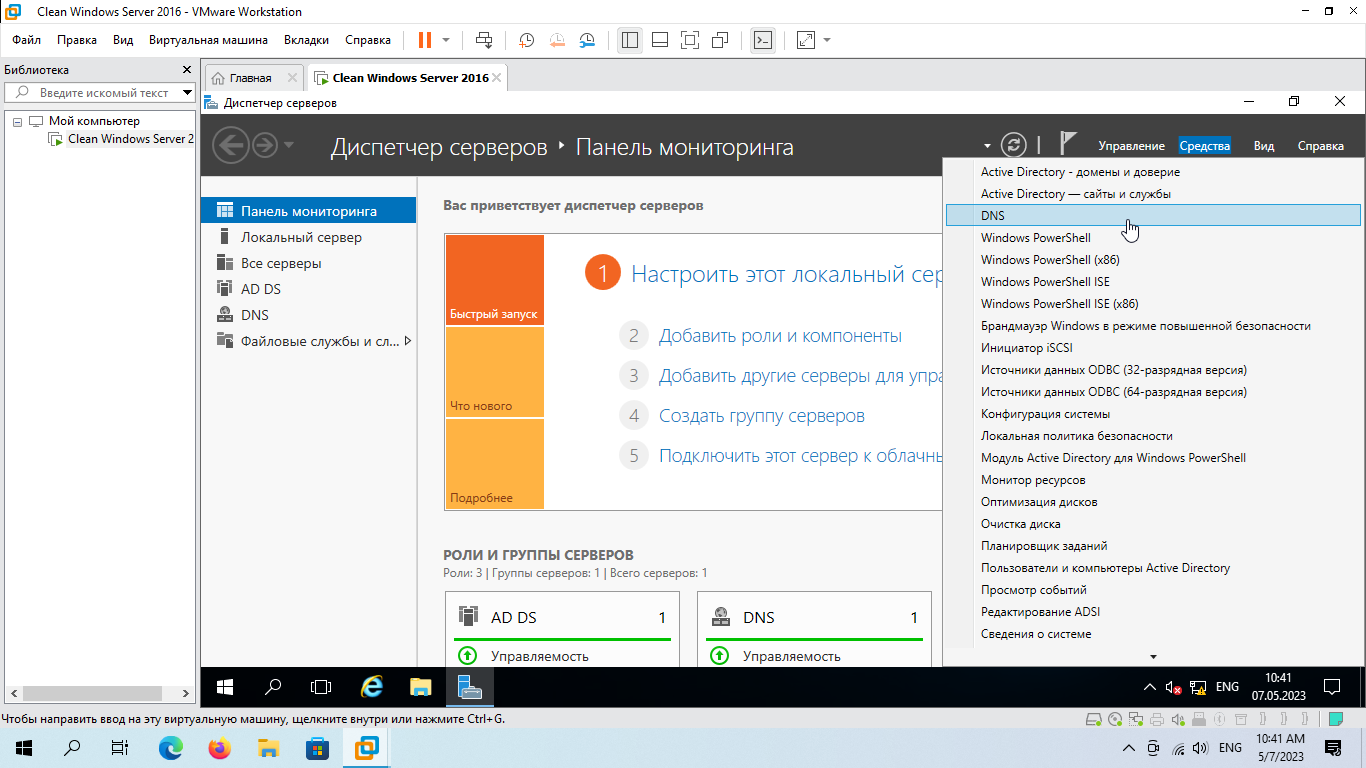 Clean Windows Server 2016 - VMware Workstation
Файл Правка Вид Виртуальная машина Вкладки Справка
Библиотека
Введите искомый текст
Мой компьютер
Clean Windows Server 2
Главная
Clean Windows Server 2016
Диспетчер серверов
Диспетчер серверов ‣ Панель мониторинга
Управление Средства Вид Справка
Панель мониторинга
Локальный сервер
Все серверы
AD DS
DNS
Файловые службы и сл...
Вас приветствует диспетчер серверов
Быстрый запуск
Что нового
Подробнее
1 Настроить этот локальный сер
2 Добавить роли и компоненты
3 Добавить другие серверы для упра
4 Создать группу серверов
5 Подключить этот сервер к облачны
РОЛИ И ГРУППЫ СЕРВЕРОВ
Роли: 3 | Группы серверов: 1 | Всего серверов: 1
AD DS 1
Управляемость
DNS 1
Управляемость
Active Directory - домены и доверие
Active Directory — сайты и службы
DNS
Windows PowerShell
Windows PowerShell (x86)
Windows PowerShell ISE
Windows PowerShell ISE (x86)
Брандмауэр Windows в режиме повышенной безопасности
Инициатор iSCSI
Источники данных ODBC (32-разрядная версия)
Источники данных ODBC (64-разрядная версия)
Конфигурация системы
Локальная политика безопасности
Модуль Active Directory для Windows PowerShell
Монитор ресурсов
Оптимизация дисков
Очистка диска
Планировщик заданий
Пользователи и компьютеры Active Directory
Просмотр событий
Редактирование ADSI
Сведения о системе
ENG
10:41
07.05.2023
Чтобы направить ввод на эту виртуальную машину, щелкните внутри или нажмите Ctrl+G.
ENG
10:41 AM
5/7/2023